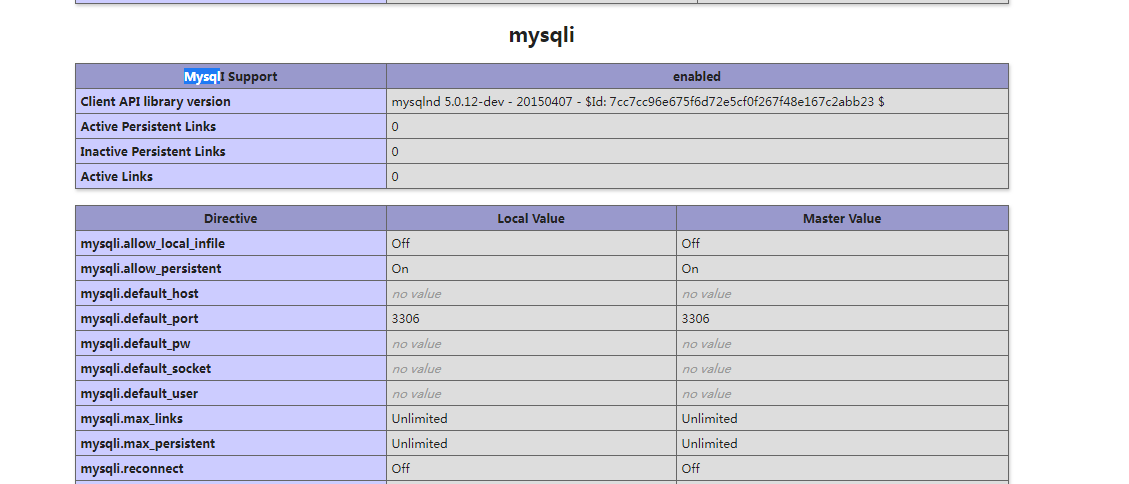 mysqli
MysqlI Support enabled
Client API library version mysqlnd 5.0.12-dev - 20150407 - $Id: 7cc7cc96e675f6d72e5cf0f267f48e167c2abb23 $
Active Persistent Links 0
Inactive Persistent Links 0
Active Links 0
Directive Local Value Master Value
mysqli.allow_local_infile Off Off
mysqli.allow_persistent On On
mysqli.default_host no value no value
mysqli.default_port 3306 3306
mysqli.default_pw no value no value
mysqli.default_socket no value no value
mysqli.default_user no value no value
mysqli.max_links Unlimited Unlimited
mysqli.max_persistent Unlimited Unlimited
mysqli.reconnect Off Off